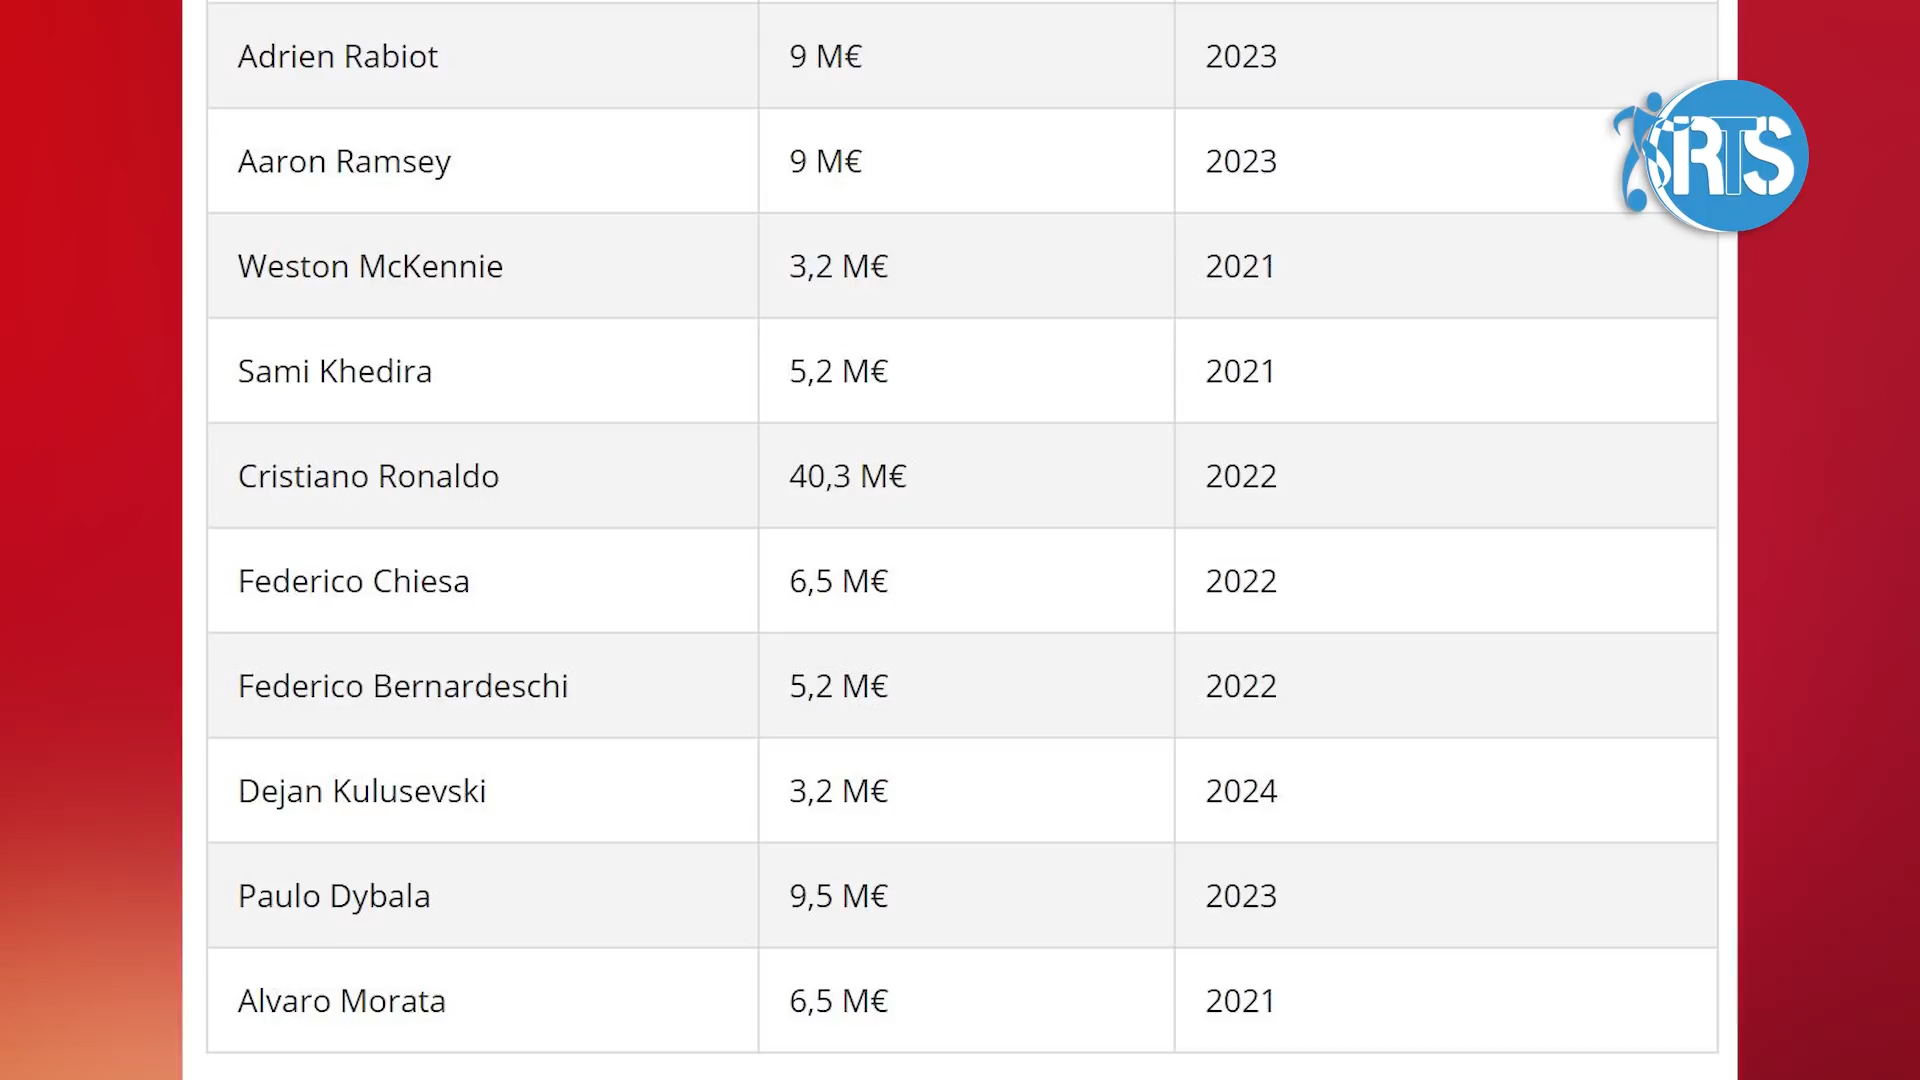 Adrien Rabiot 9 M€ 2023
RTS
Aaron Ramsey 9 M€ 2023
Weston McKennie 3,2 M€ 2021
Sami Khedira 5,2 M€ 2021
Cristiano Ronaldo 40,3 M€ 2022
Federico Chiesa 6,5 M€ 2022
Federico Bernardeschi 5,2 M€ 2022
Dejan Kulusevski 3,2 M€ 2024
Paulo Dybala 9,5 M€ 2023
Alvaro Morata 6,5 M€ 2021